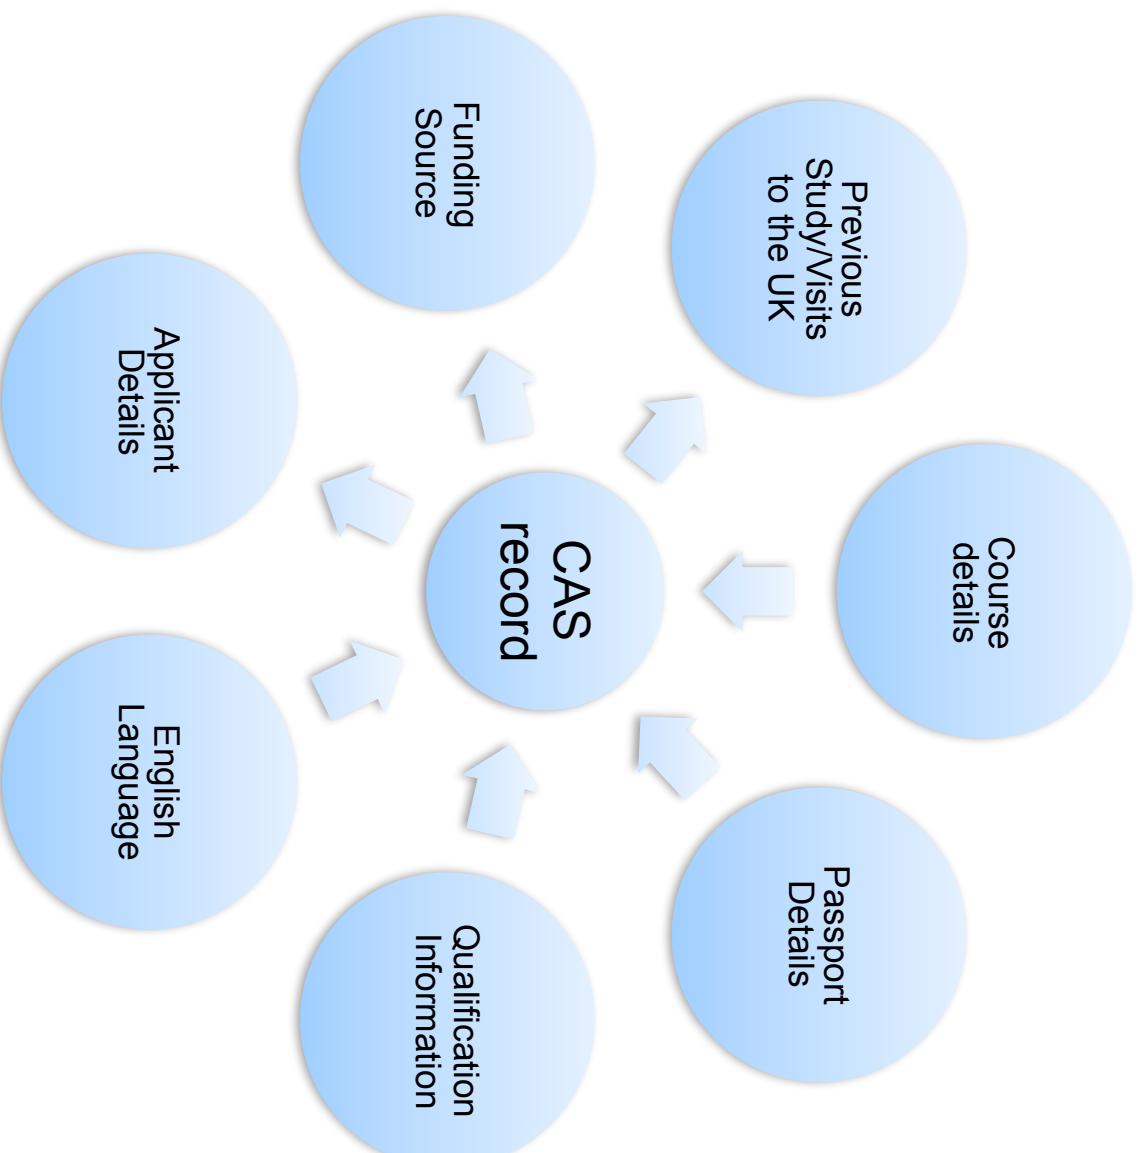 CAS
record
Course
details
Passport
Details
Qualification
Information
English
Language
Applicant
Details
Funding
Source
Previous
Study/Visits
to the UK